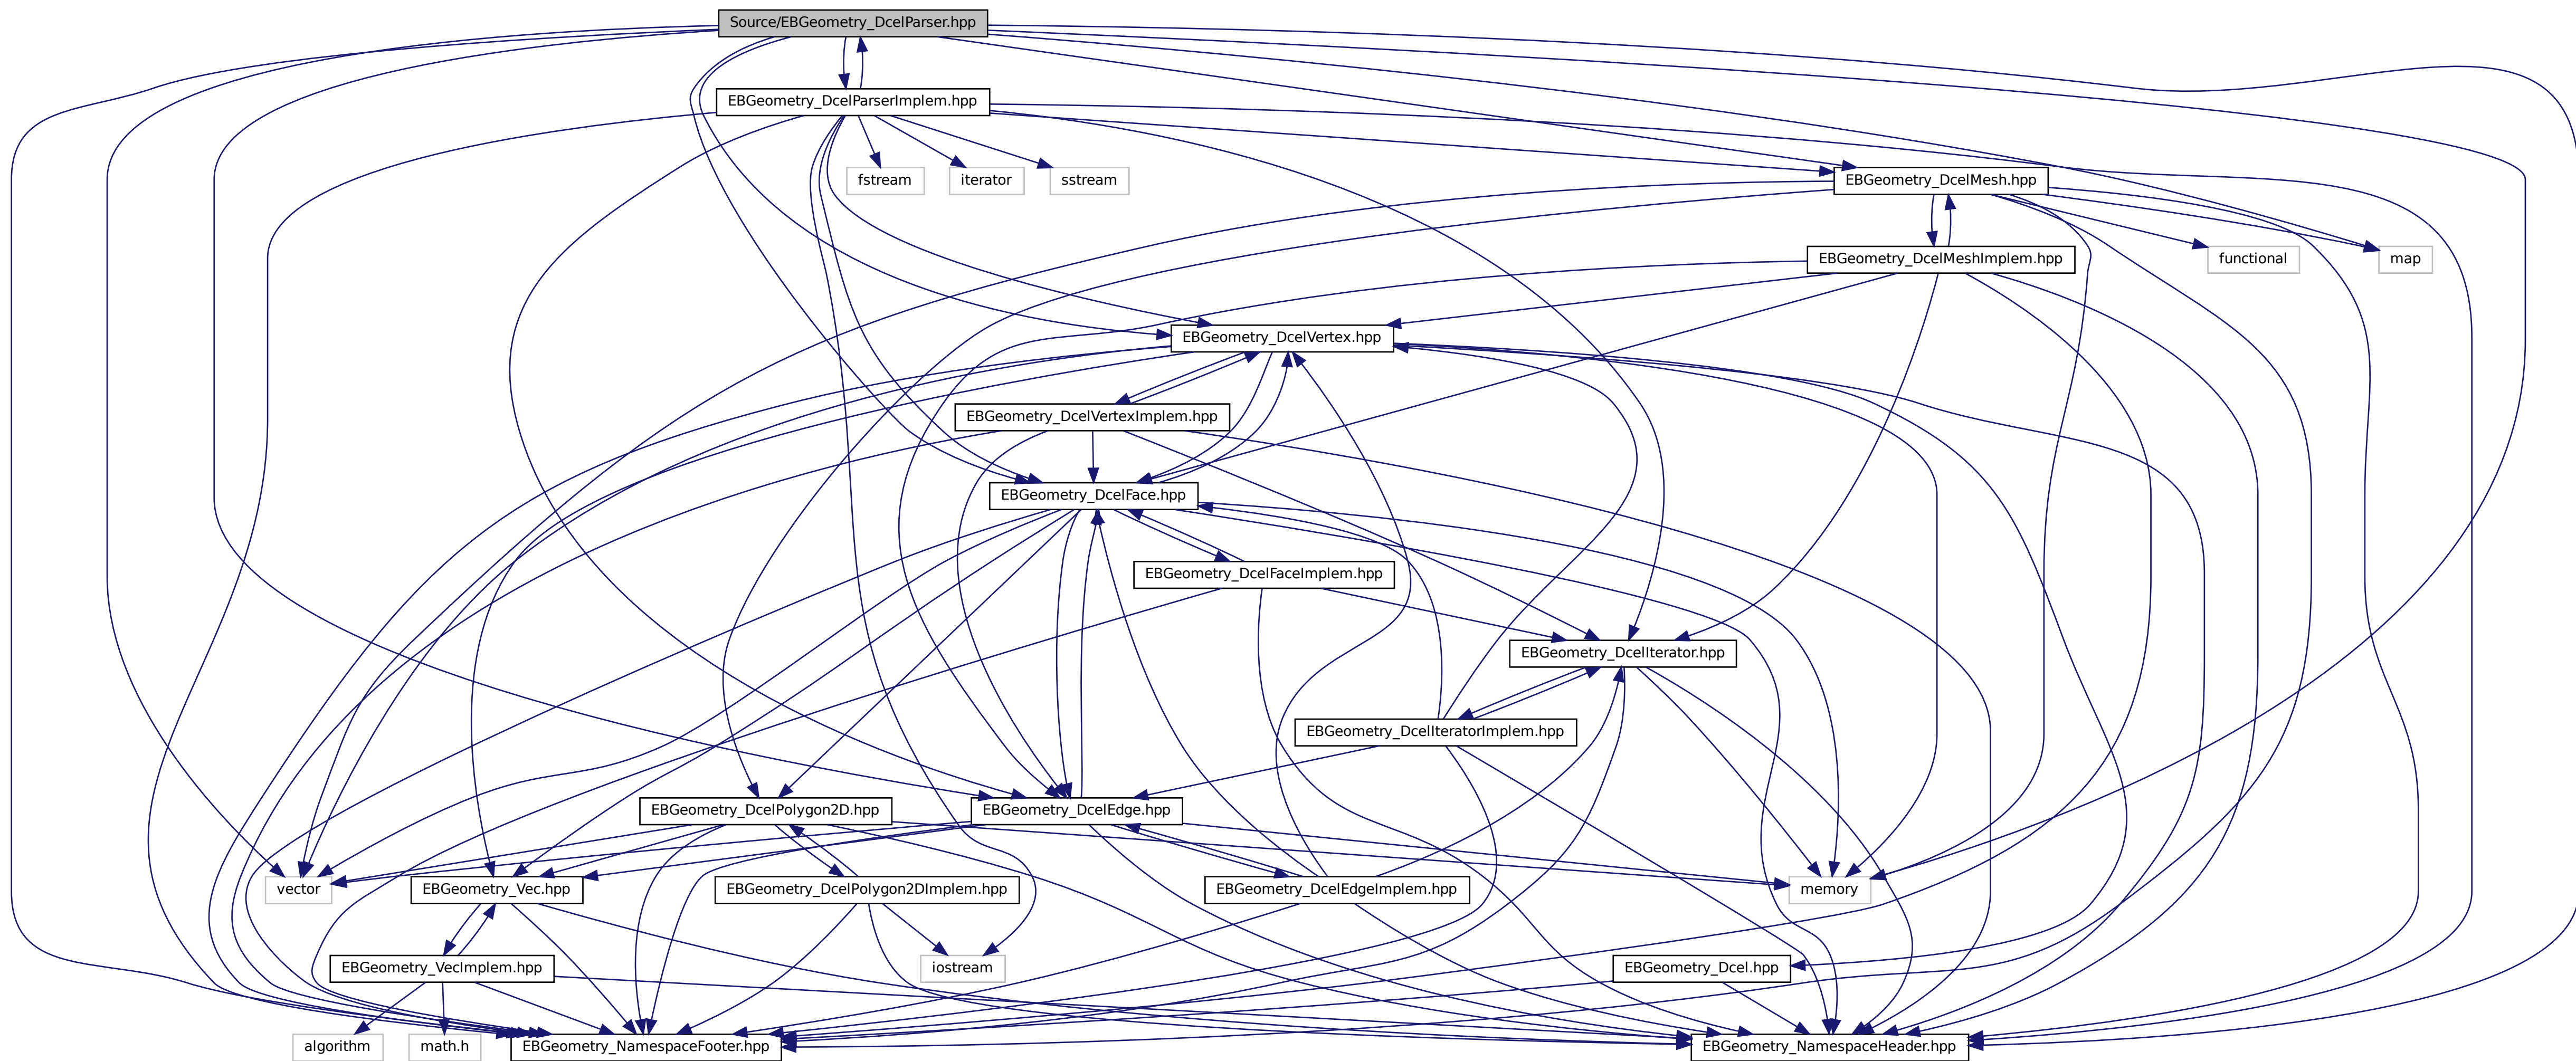 Source/EBGeometry_DcelParser.hpp
EBGeometry_DcelParserImplem.hpp
fstream
iterator
sstream
EBGeometry_DcelMesh.hpp
EBGeometry_DcelMeshImplem.hpp
functional
map
EBGeometry_DcelVertex.hpp
EBGeometry_DcelVertexImplem.hpp
EBGeometry_DcelFace.hpp
EBGeometry_DcelFaceImplem.hpp
EBGeometry_DcelIterator.hpp
EBGeometry_DcelIteratorImplem.hpp
EBGeometry_DcelPolygon2D.hpp
EBGeometry_DcelEdge.hpp
vector
EBGeometry_Vec.hpp
EBGeometry_DcelPolygon2DImplem.hpp
EBGeometry_DcelEdgeImplem.hpp
memory
EBGeometry_VecImplem.hpp
iostream
EBGeometry_Dcel.hpp
algorithm
math.h
EBGeometry_NamespaceFooter.hpp
EBGeometry_NamespaceHeader.hpp